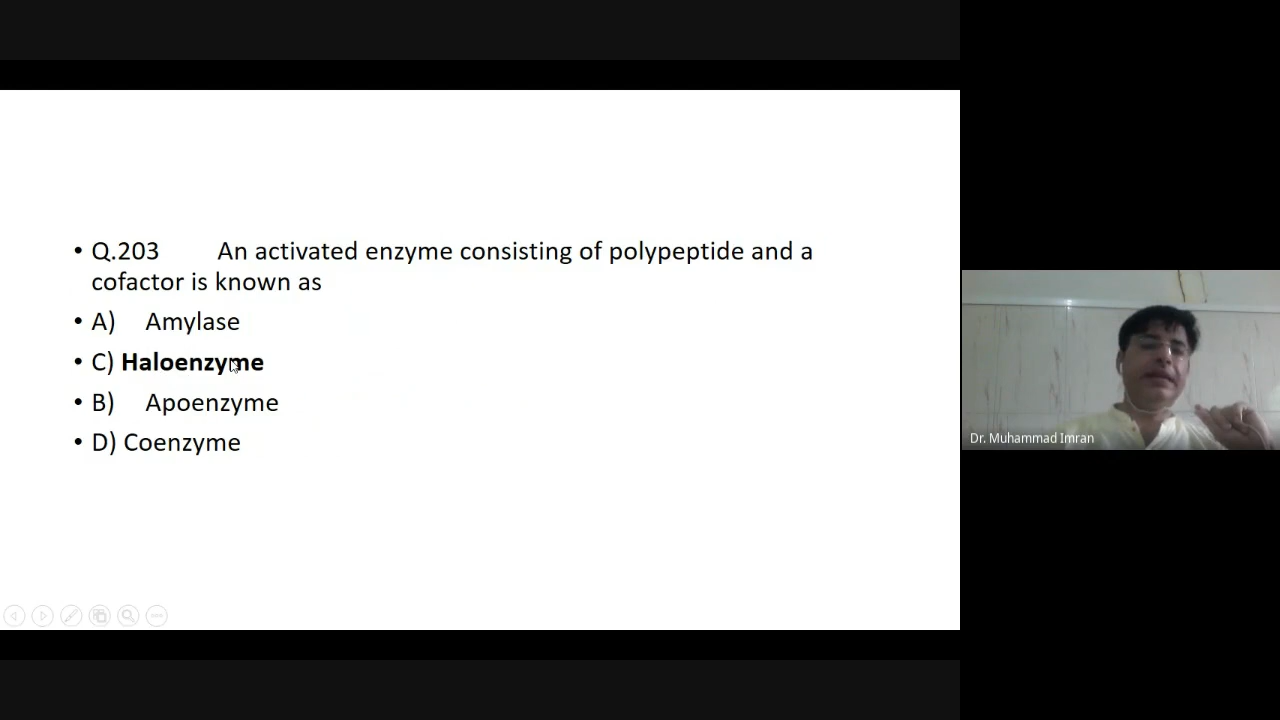 • Q.203 An activated enzyme consisting of polypeptide and a
cofactor is known as
• A) Amylase
• C) Haloenzyme
• B) Apoenzyme
• D) Coenzyme
Dr. Muhammad Imran